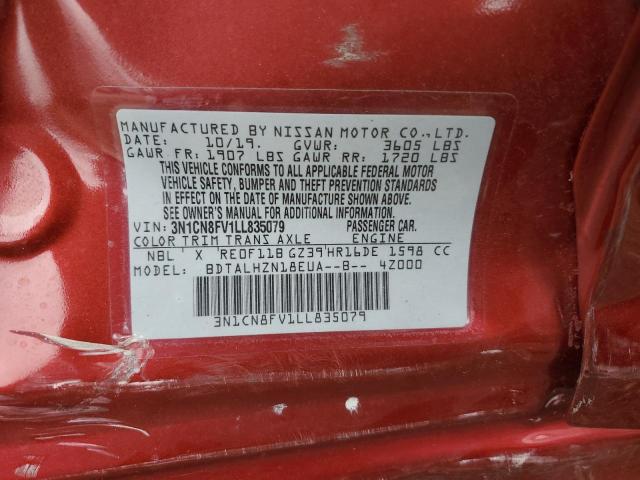 MANUFACTURED BY NISSAN MOTOR CO., LTD.
DATE: 10/19. GVWR: 3605 LBS
GAWR FR: 1907 LBS GAWR RR: 1720 LBS
THIS VEHICLE CONFORMS TO ALL APPLICABLE FEDERAL MOTOR
VEHICLE SAFETY, BUMPER AND THEFT PREVENTION STANDARDS
IN EFFECT ON THE DATE OF MANUFACTURE SHOWN ABOVE.
SEE OWNER'S MANUAL FOR ADDITIONAL INFORMATION.
VIN: 3N1CN8FV1LL835079 PASSENGER CAR.
COLOR TRIM TRANS AXLE ENGINE
NBL X RE0F11B GZ39 HR16DE 1598 CC
MODEL: BDTALHZN18EUA--B-- 4Z000
3N1CN8FV1LL835079